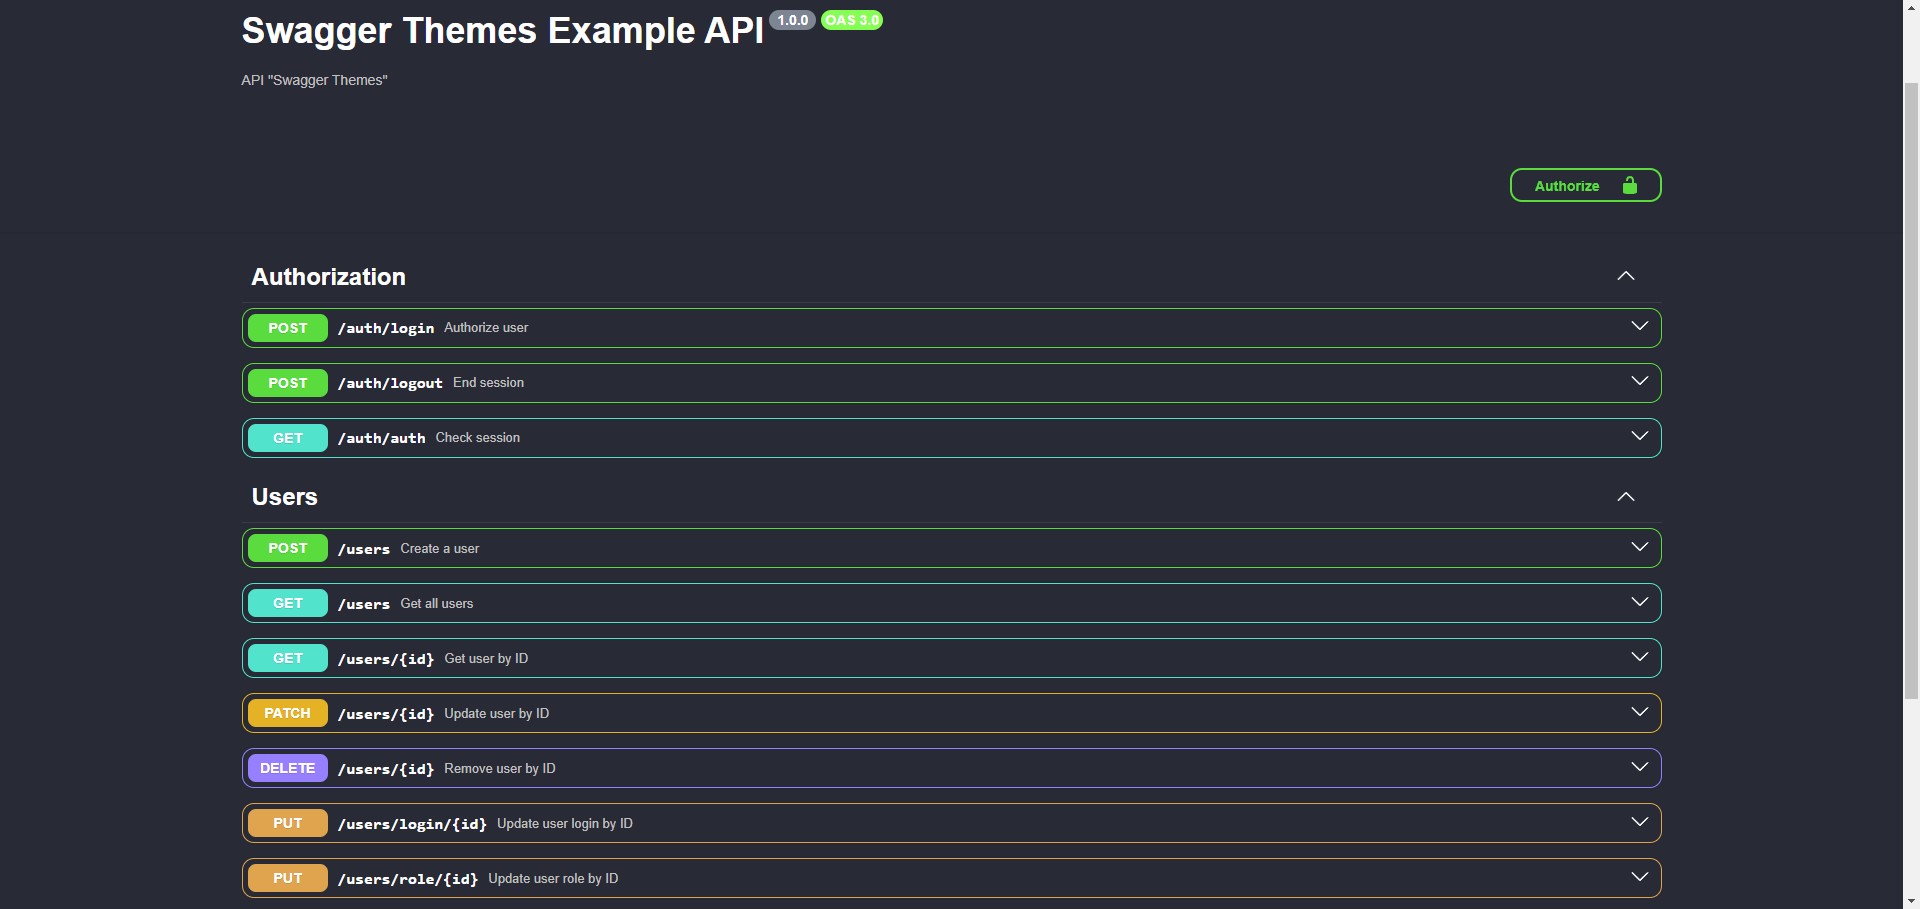 Swagger Themes Example API 1.0.0 OAS 3.0
API "Swagger Themes"
Authorize
Authorization
POST /auth/login Authorize user
POST /auth/logout End session
GET /auth/auth Check session
Users
POST /users Create a user
GET /users Get all users
GET /users/{id} Get user by ID
PATCH /users/{id} Update user by ID
DELETE /users/{id} Remove user by ID
PUT /users/login/{id} Update user login by ID
PUT /users/role/{id} Update user role by ID